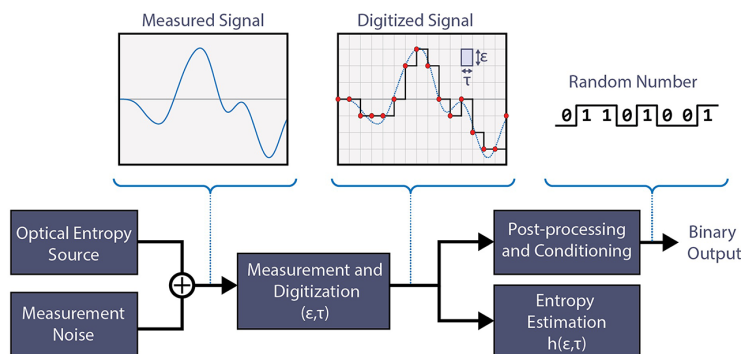 Measured Signal
Digitized Signal
ε
τ
Random Number
0 1 1 0 1 0 0 1
Optical Entropy
Source
Measurement
Noise
Measurement and
Digitization
(ε,τ)
Post-processing
and Conditioning
Binary
Output
Entropy
Estimation
h(ε,τ)